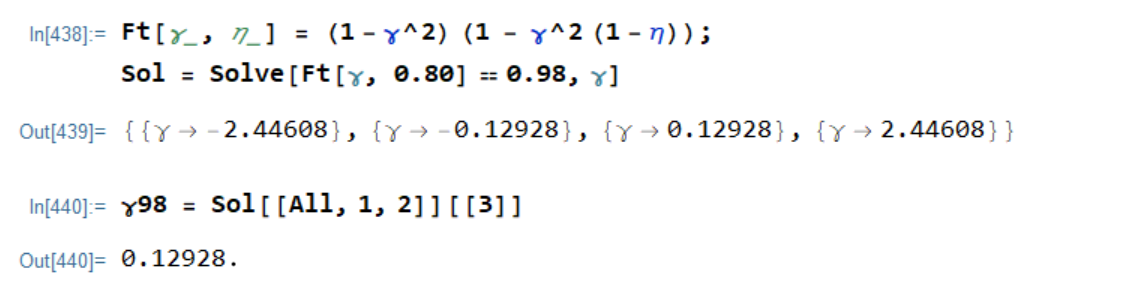 In[438]:= Ft[γ_, η_] = (1 - γ^2) (1 - γ^2 (1 - η));
Sol = Solve[Ft[γ, 0.80] == 0.98, γ]
Out[439]= {{γ → -2.44608}, {γ → -0.12928}, {γ → 0.12928}, {γ → 2.44608}}
In[440]:= γ98 = Sol[[All, 1, 2]][[3]]
Out[440]= 0.12928.